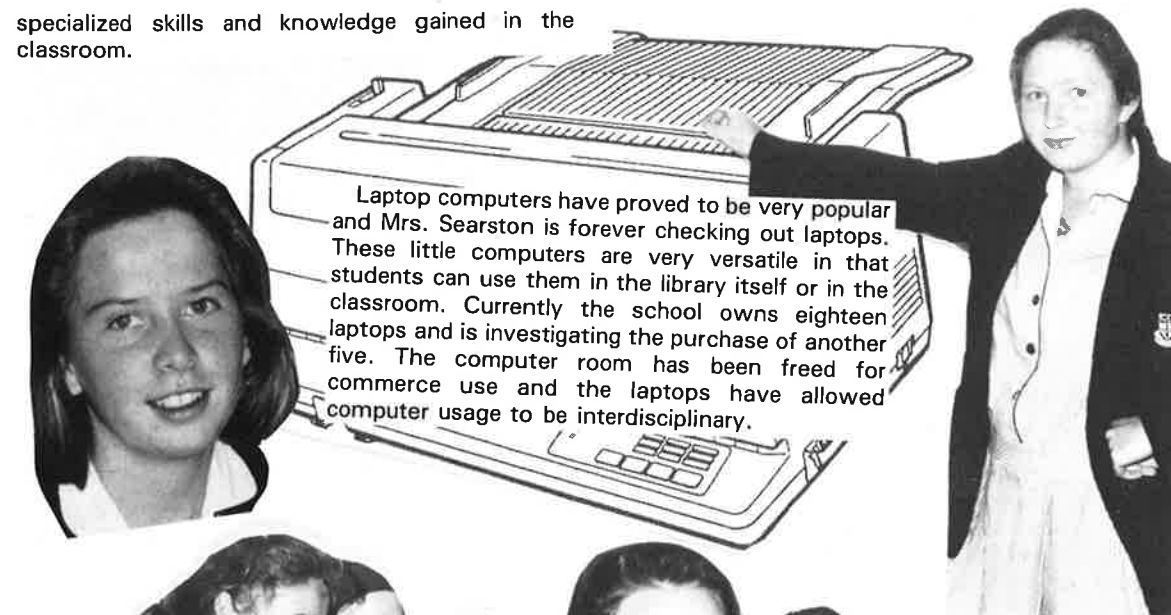 specialized skills and knowledge gained in the
classroom.
Laptop computers have proved to be very popular
and Mrs. Searston is forever checking out laptops.
These little computers are very versatile in that
students can use them in the library itself or in the
classroom. Currently the school owns eighteen
laptops and is investigating the purchase of another
five. The computer room has been freed for
commerce use and the laptops have allowed
computer usage to be interdisciplinary.